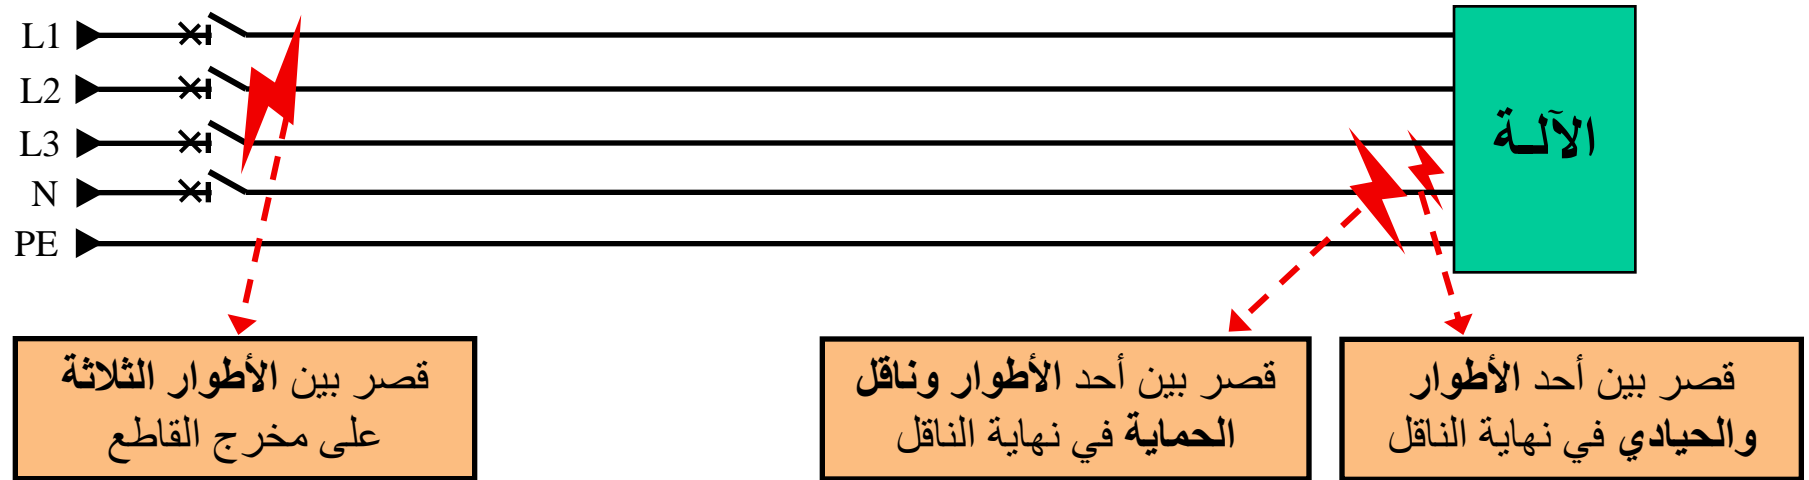 L1
L2
L3
N
PE
الآلـة
قصر بين الأطوار الثلاثة
على مخرج القاطع
قصر بين أحد الأطوار وناقل
الحماية في نهاية الناقل
قصر بين أحد الأطوار
والحيادي في نهاية الناقل